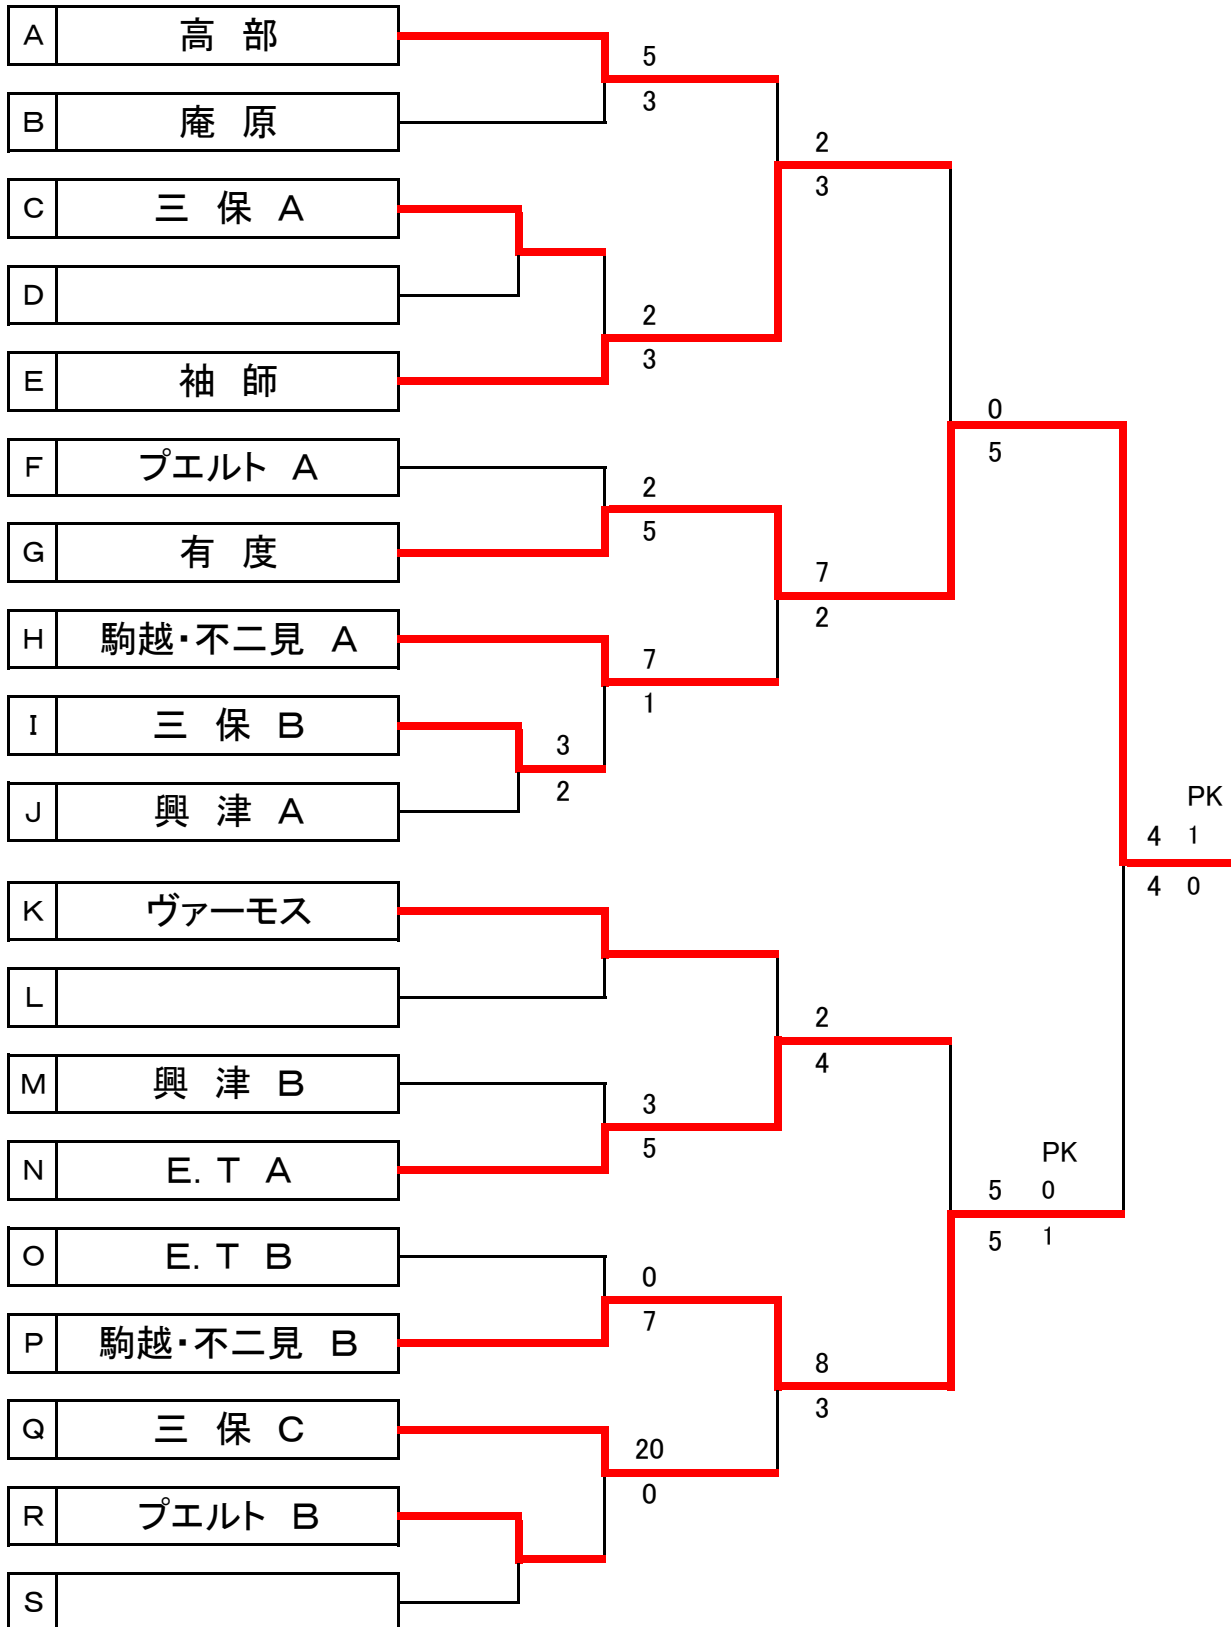 A 高 部
5
3
B 庵 原
2
3
C 三 保 A
D
2
3
E 袖 師
0
5
F プエルト A
2
5
G 有 度
7
2
H 駒越・不二見 A
7
1
I 三 保 B
3
2
J 興 津 A
PK
4 1
4 0
K ヴァーモス
L
2
4
M 興 津 B
3
5
N E. T A
PK
5 0
5 1
O E. T B
0
7
P 駒越・不二見 B
8
3
Q 三 保 C
20
0
R プエルト B
S